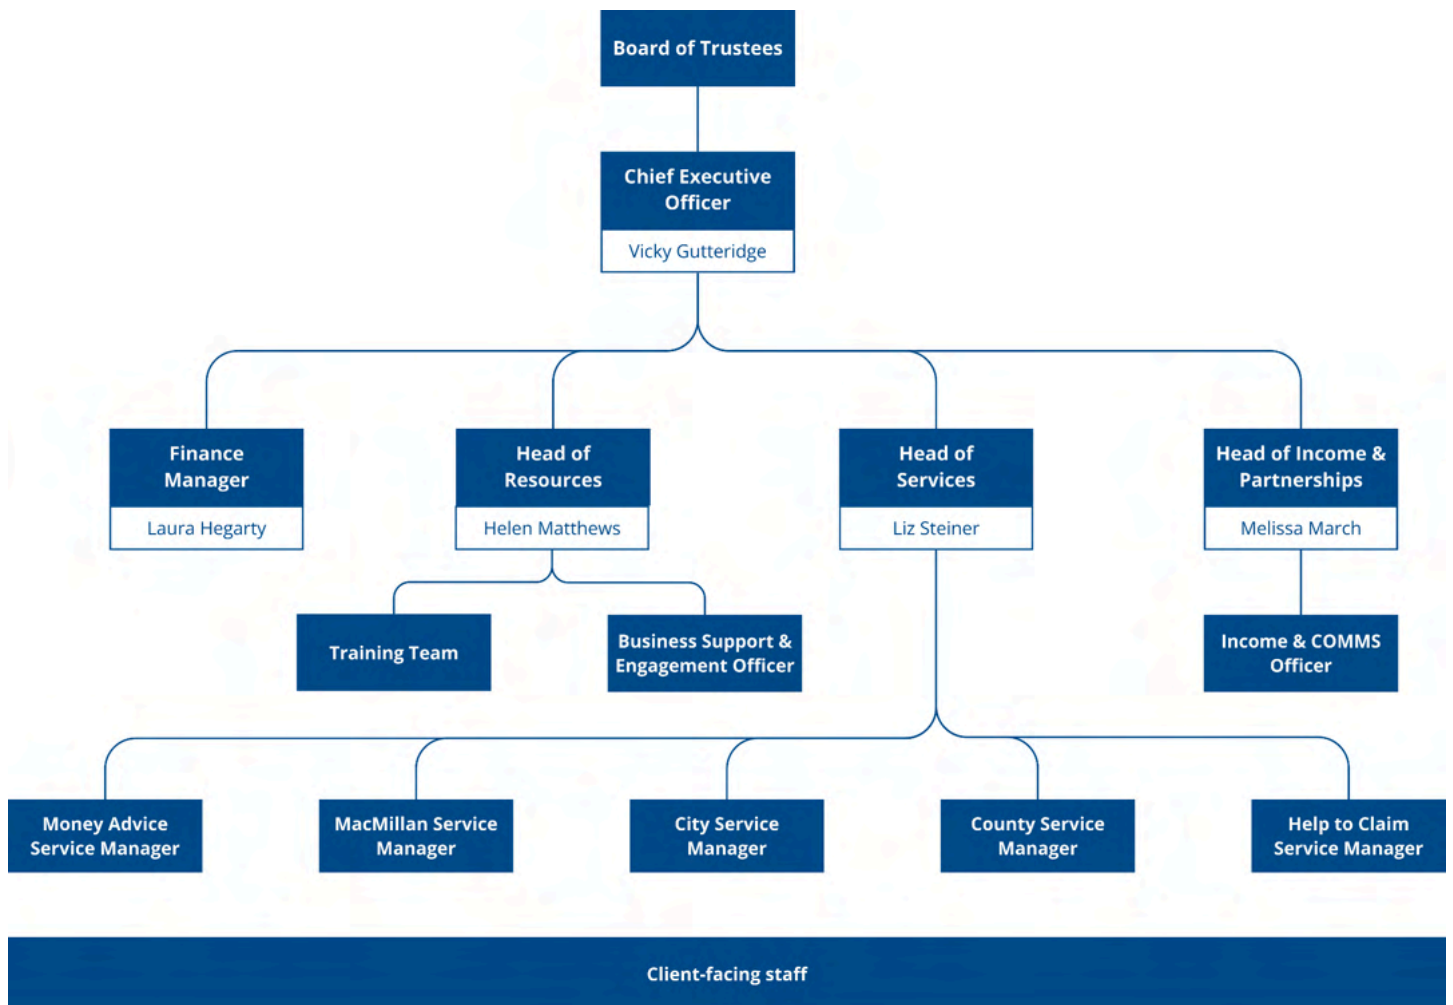 Board of Trustees
Chief Executive
Officer
Vicky Gutteridge
Finance
Manager
Laura Hegarty
Head of
Resources
Helen Matthews
Head of
Services
Liz Steiner
Head of Income &
Partnerships
Melissa March
Training Team
Business Support &
Engagement Officer
Income & COMMS
Officer
Money Advice
Service Manager
MacMillan Service
Manager
City Service
Manager
County Service
Manager
Help to Claim
Service Manager
Client-facing staff